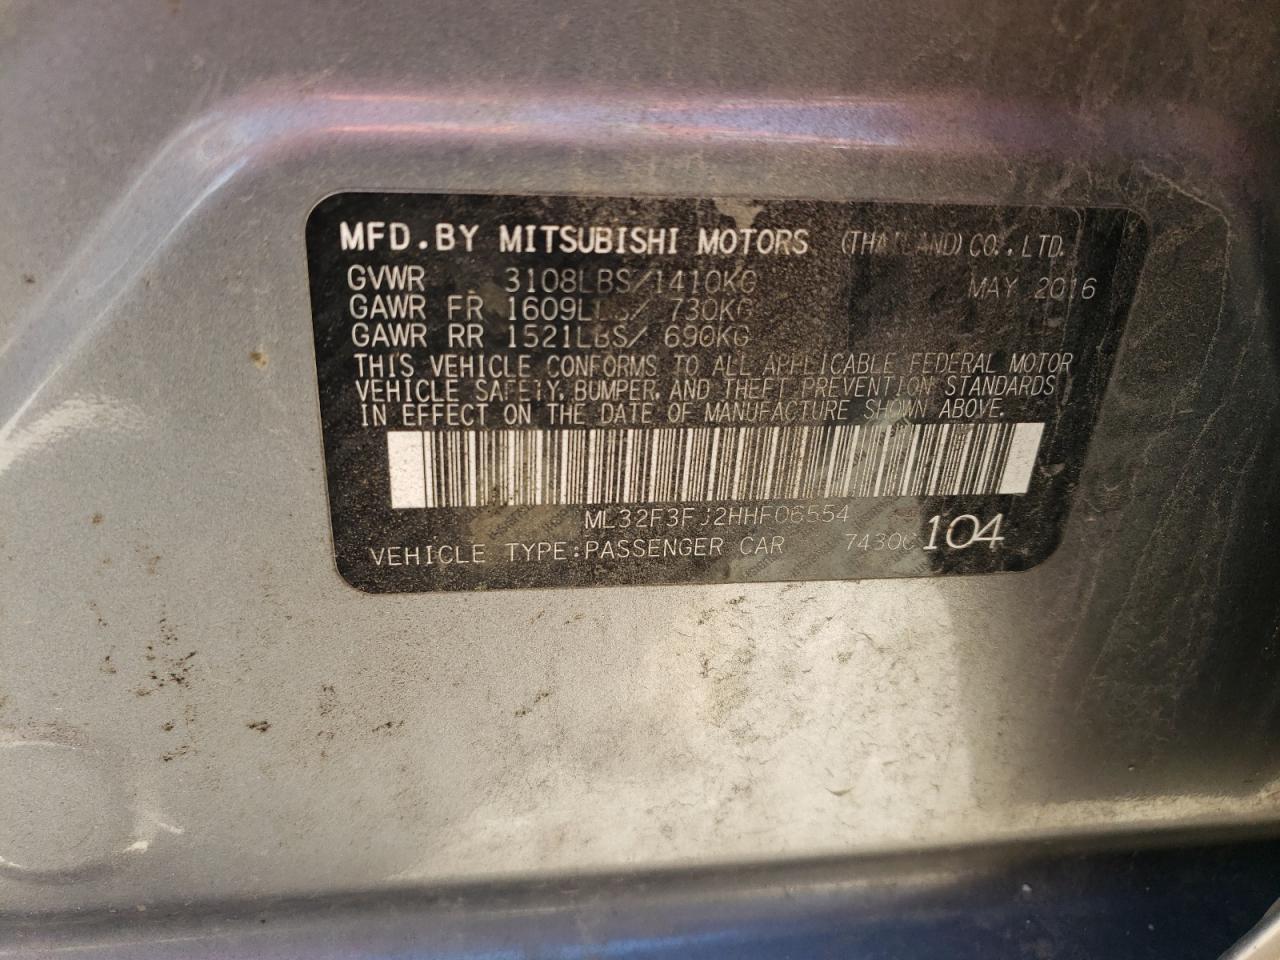 MFD.BY MITSUBISHI MOTORS (THAILAND) CO.,LTD.
GVWR 3108LBS/1410KG MAY 2016
GAWR FR 1609LBS/ 730KG
GAWR RR 1521LBS/ 690KG
THIS VEHICLE CONFORMS TO ALL APPLICABLE FEDERAL MOTOR
VEHICLE SAFETY, BUMPER, AND THEFT PREVENTION STANDARDS
IN EFFECT ON THE DATE OF MANUFACTURE SHOWN ABOVE.
ML32F3FJ2HHF06554
VEHICLE TYPE:PASSENGER CAR 104